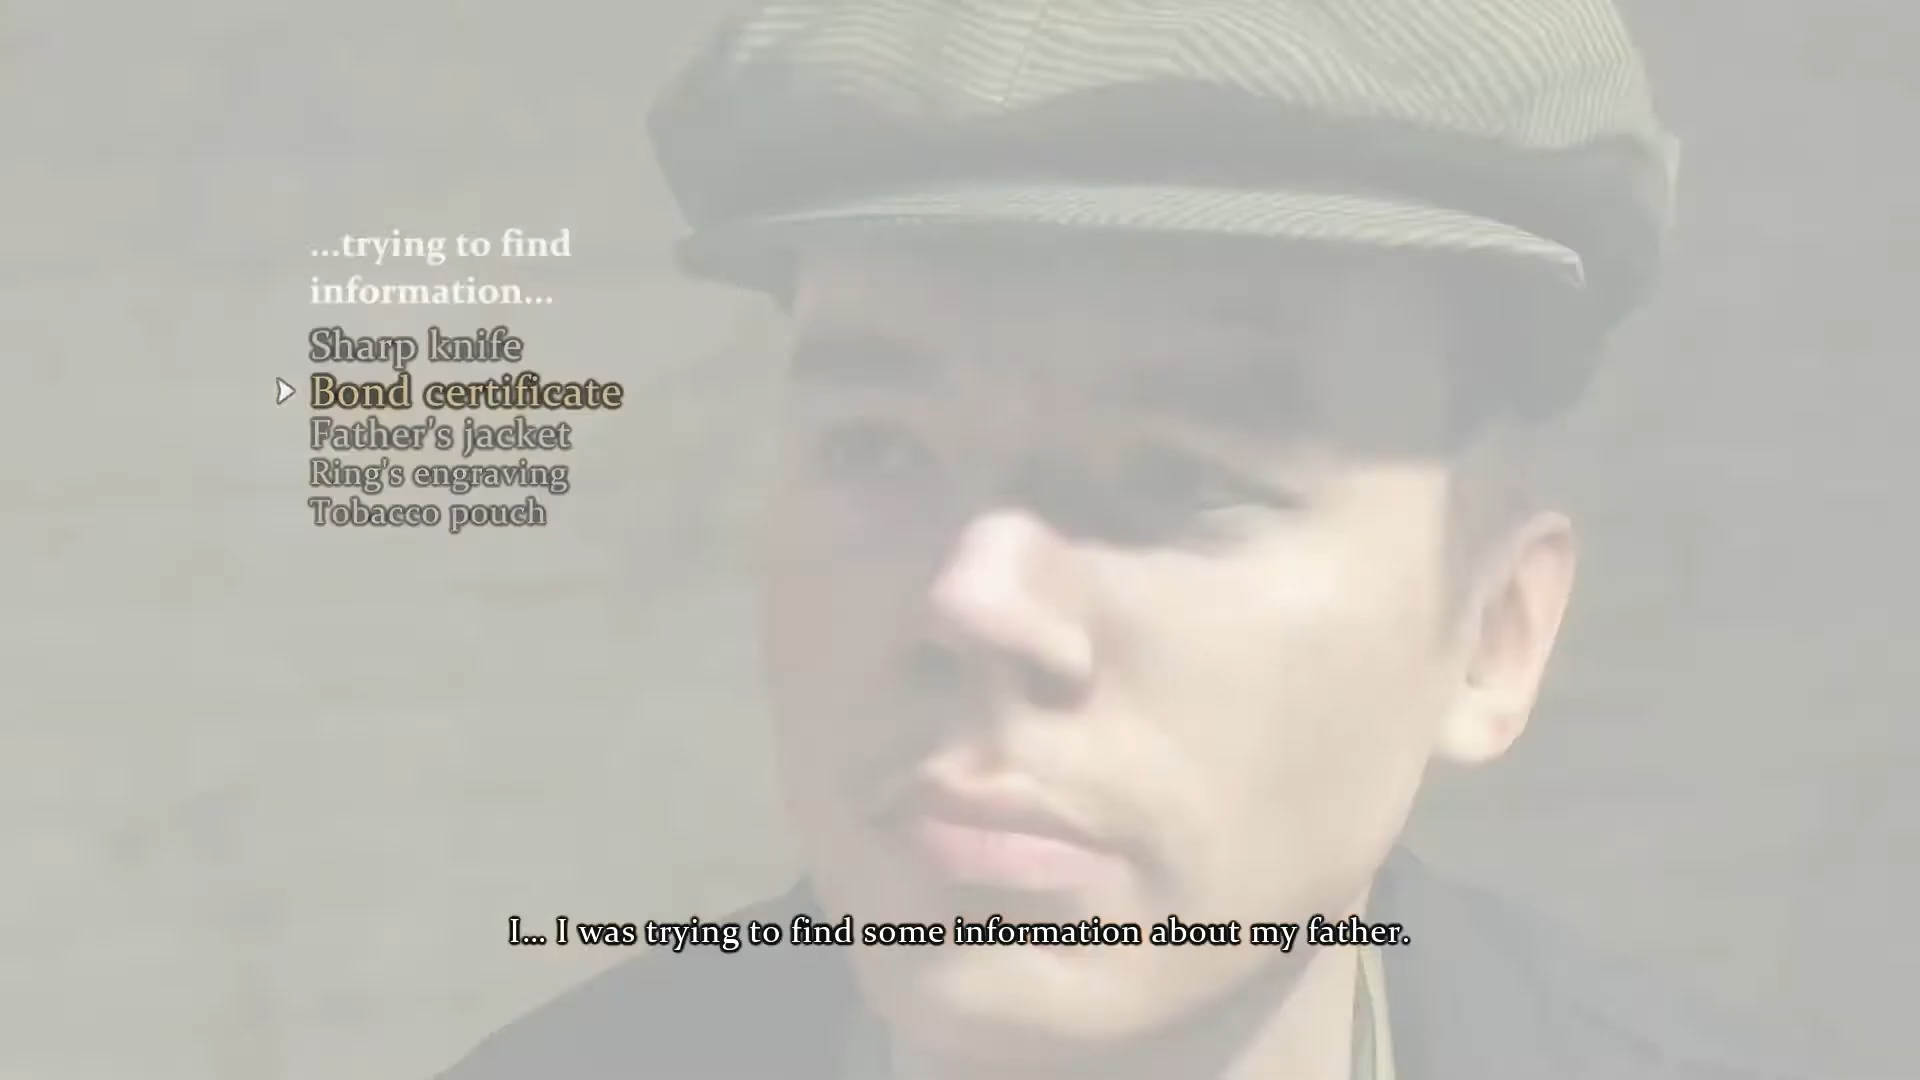 ...trying to find
information...
Sharp knife
Bond certificate
Father's jacket
Ring's engraving
Tobacco pouch
I... I was trying to find some information about my father.